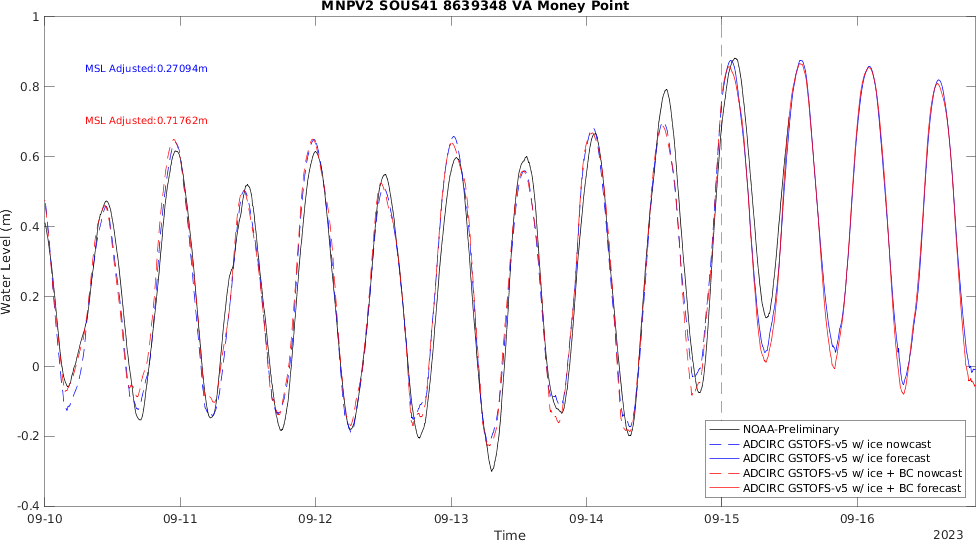 MNPV2 SOUS41 8639348 VA Money Point
MSL Adjusted:0.27094m
MSL Adjusted:0.71762m
Water Level (m)
1
0.8
0.6
0.4
0.2
0
-0.2
-0.4
NOAA-Preliminary
ADCIRC GSTOFS-v5 w/ ice nowcast
ADCIRC GSTOFS-v5 w/ ice forecast
ADCIRC GSTOFS-v5 w/ ice + BC nowcast
ADCIRC GSTOFS-v5 w/ ice + BC forecast
09-10 09-11 09-12 09-13 09-14 09-15 09-16
Time
2023